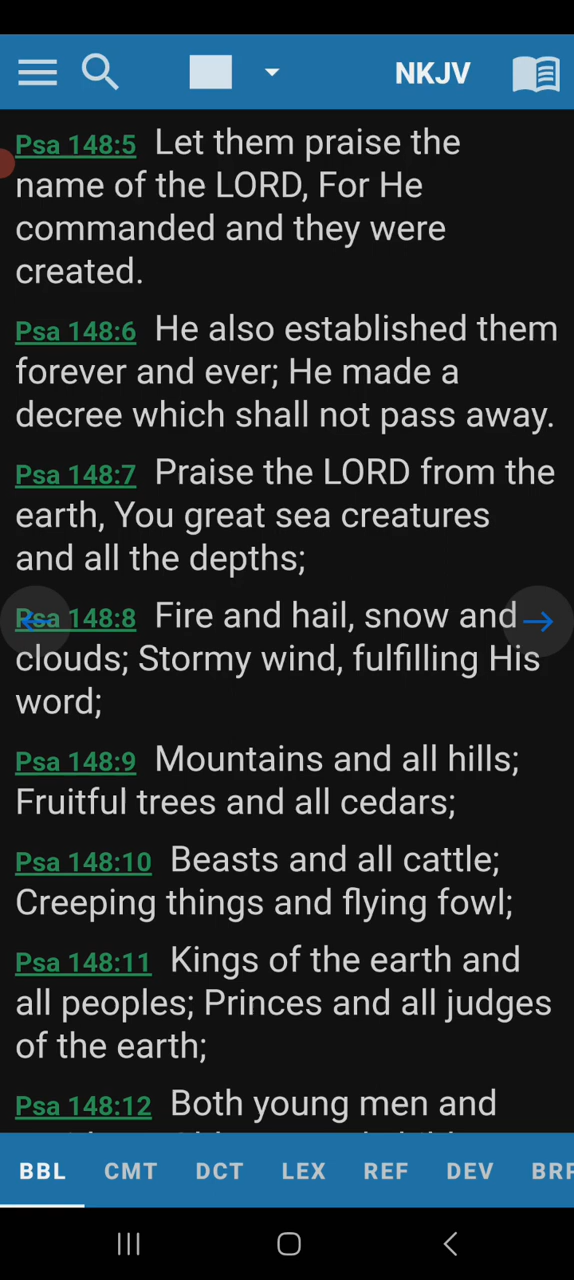 NKJV
Psa 148:5 Let them praise the
name of the LORD, For He
commanded and they were
created.
Psa 148:6 He also established them
forever and ever; He made a
decree which shall not pass away.
Psa 148:7 Praise the LORD from the
earth, You great sea creatures
and all the depths;
Psa 148:8 Fire and hail, snow and
clouds; Stormy wind, fulfilling His
word;
Psa 148:9 Mountains and all hills;
Fruitful trees and all cedars;
Psa 148:10 Beasts and all cattle;
Creeping things and flying fowl;
Psa 148:11 Kings of the earth and
all peoples; Princes and all judges
of the earth;
Psa 148:12 Both young men and
BBL CMT DCT LEX REF DEV BRP